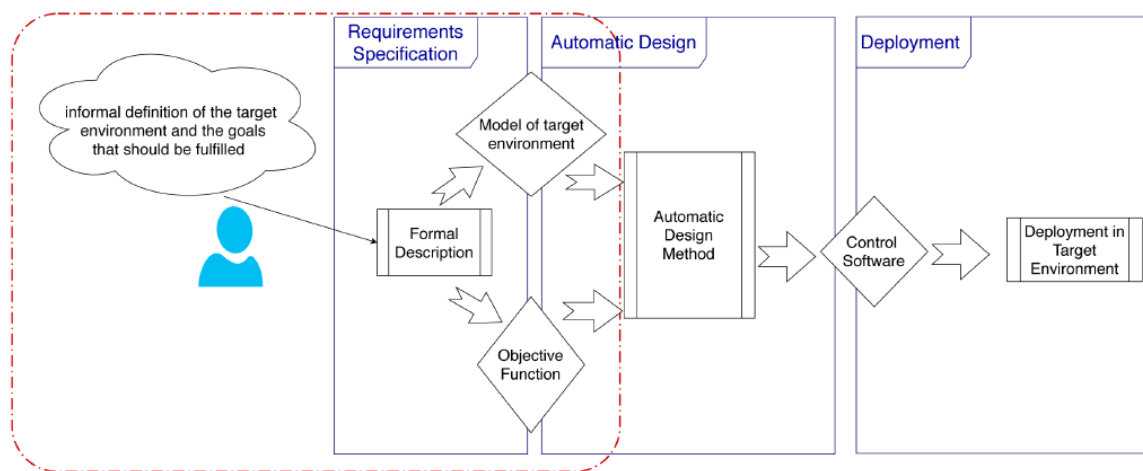 Requirements
Specification
Automatic Design
Deployment
informal definition of the target
environment and the goals
that should be fulfilled
Model of target
environment
Formal
Description
Automatic
Design
Method
Control
Software
Deployment in
Target
Environment
Objective
Function